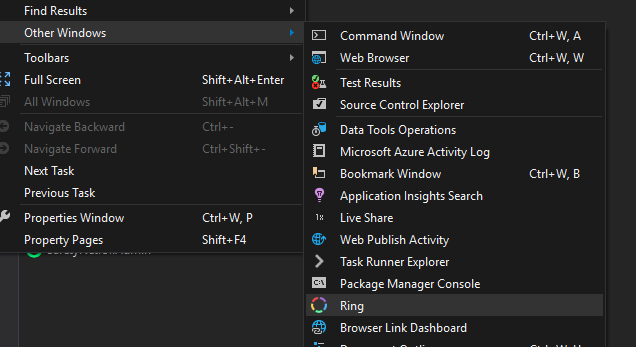 Find Results
Other Windows
Toolbars
Full Screen Shift+Alt+Enter
All Windows Shift+Alt+M
Navigate Backward Ctrl+-
Navigate Forward Ctrl+Shift+-
Next Task
Previous Task
Properties Window Ctrl+W, P
Property Pages Shift+F4
Command Window Ctrl+W, A
Web Browser Ctrl+W, W
Test Results
Source Control Explorer
Data Tools Operations
Microsoft Azure Activity Log
Bookmark Window Ctrl+W, B
Application Insights Search
1x Live Share
Web Publish Activity
Task Runner Explorer
C:\ Package Manager Console
Ring
Browser Link Dashboard